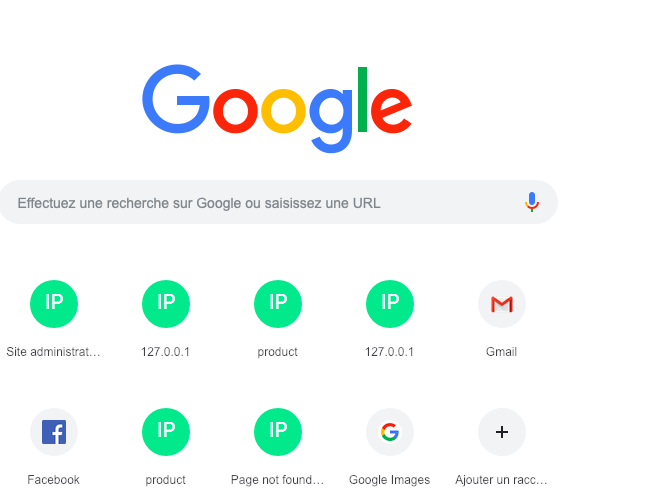 Google
Effectuez une recherche sur Google ou saisissez une URL
IP IP IP IP
Site administrat... 127.0.0.1 product 127.0.0.1 Gmail
IP IP
Facebook product Page not found... Google Images Ajouter un racc...